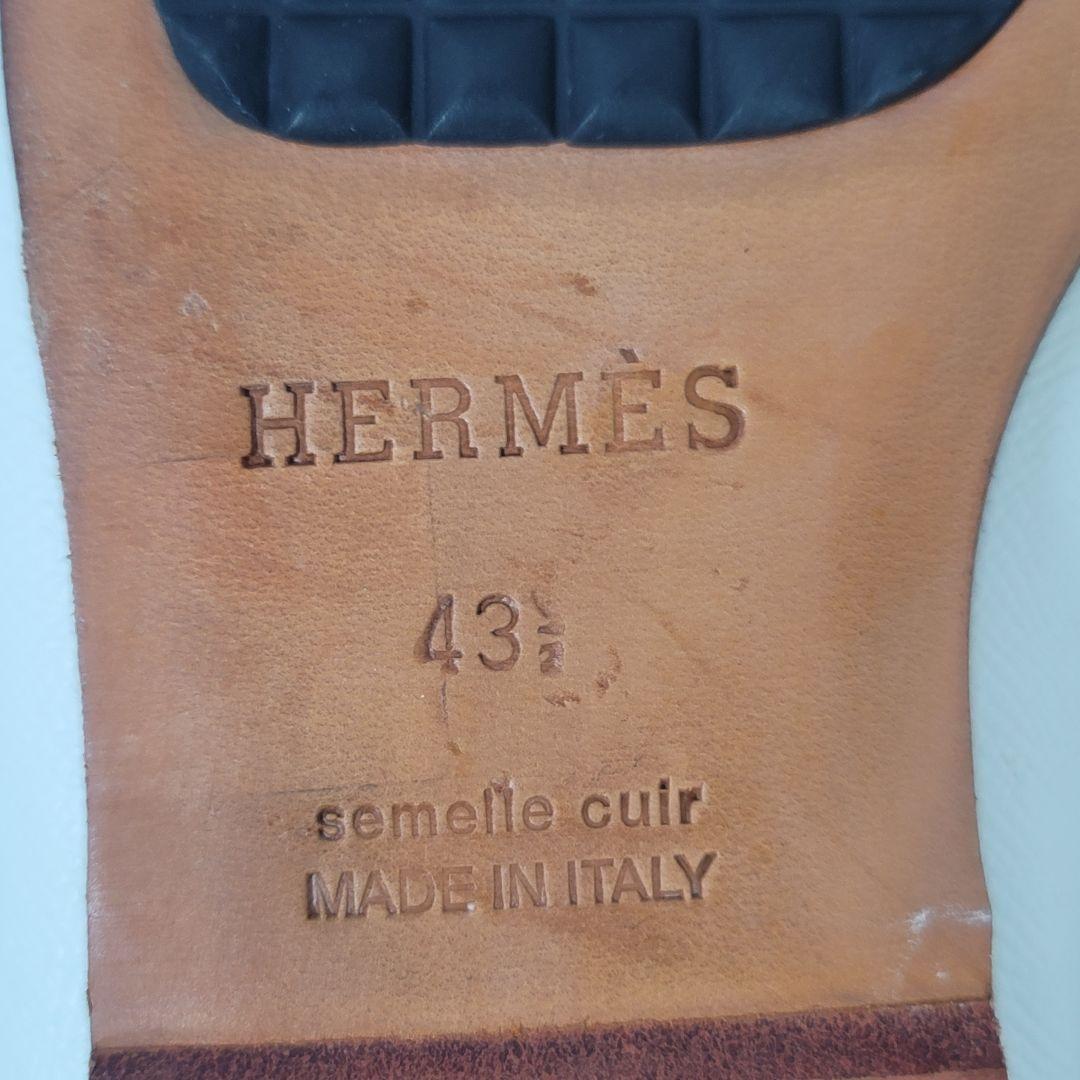 HERMÈS
43½
semelle cuir
MADE IN ITALY